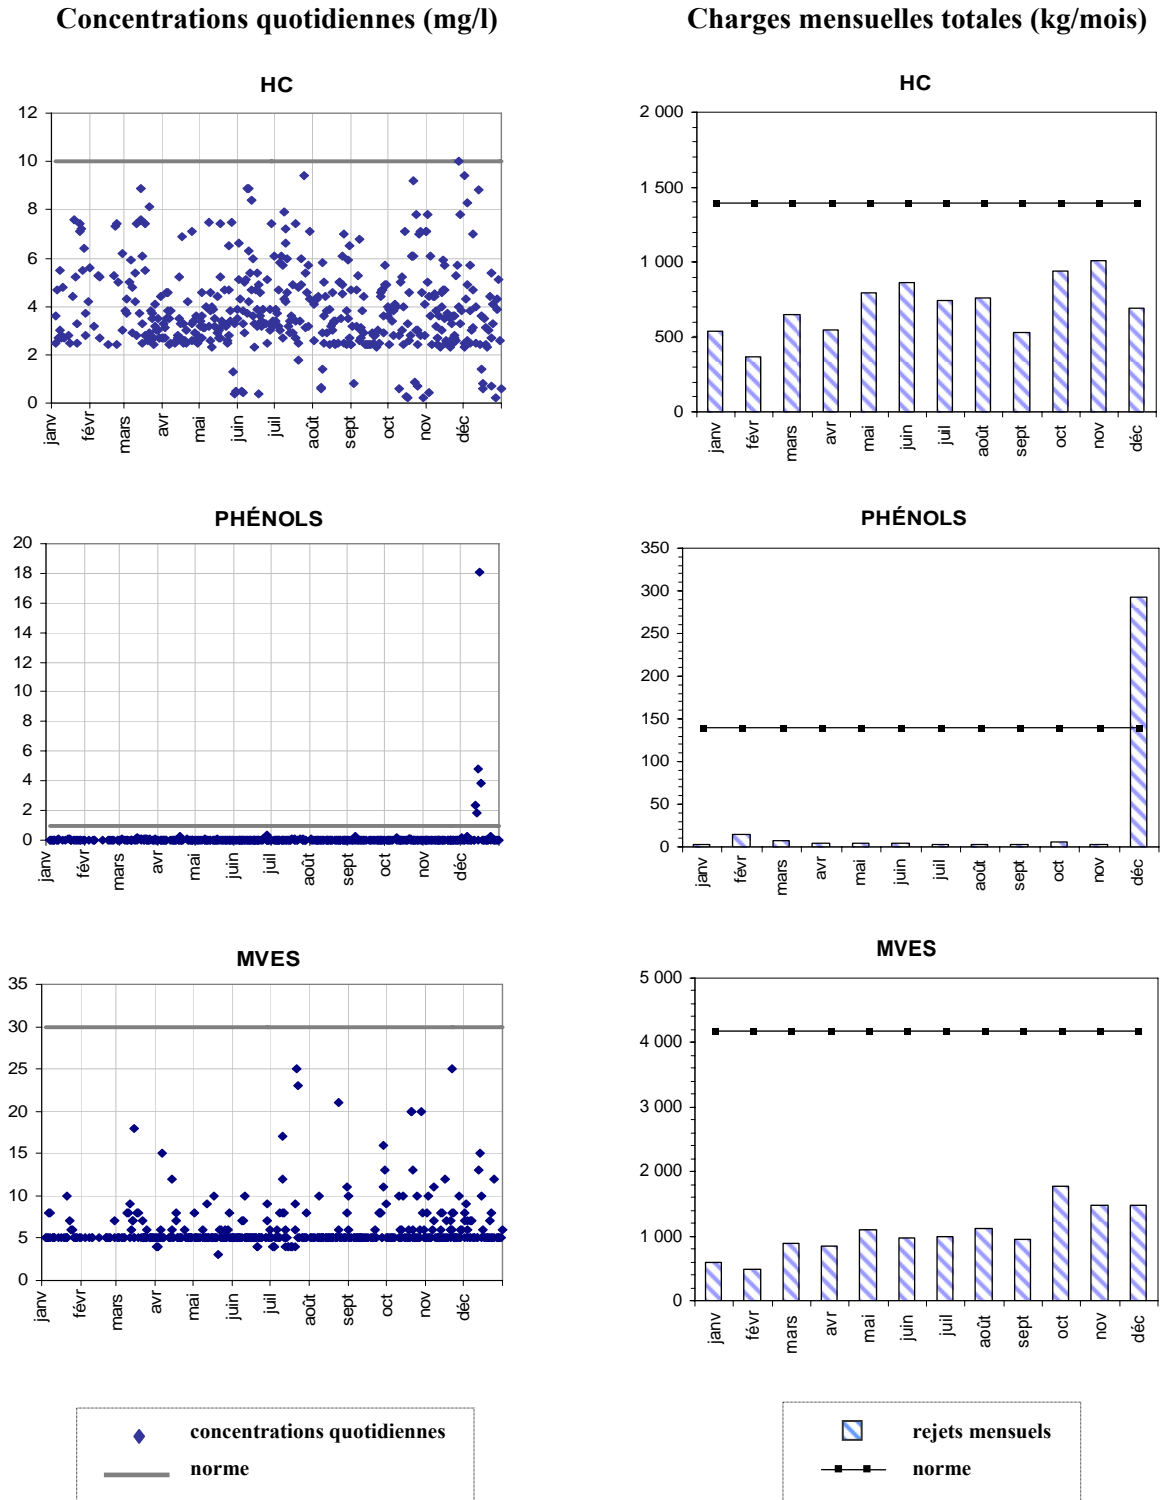 Concentrations quotidiennes (mg/l)
Charges mensuelles totales (kg/mois)
HC
12
10
8
6
4
2
0
janv
févr
mars
avr
mai
juin
juil
août
sept
oct
nov
déc
HC
2 000
1 500
1 000
500
0
janv
févr
mars
avr
mai
juin
juil
août
sept
oct
nov
déc
PHÉNOLS
20
18
16
14
12
10
8
6
4
2
0
janv
févr
mars
avr
mai
juin
juil
août
sept
oct
nov
déc
PHÉNOLS
350
300
250
200
150
100
50
0
janv
févr
mars
avr
mai
juin
juil
août
sept
oct
nov
déc
MVES
35
30
25
20
15
10
5
0
janv
févr
mars
avr
mai
juin
juil
août
sept
oct
nov
déc
MVES
5 000
4 000
3 000
2 000
1 000
0
janv
févr
mars
avr
mai
juin
juil
août
sept
oct
nov
déc
concentrations quotidiennes
norme
rejets mensuels
norme